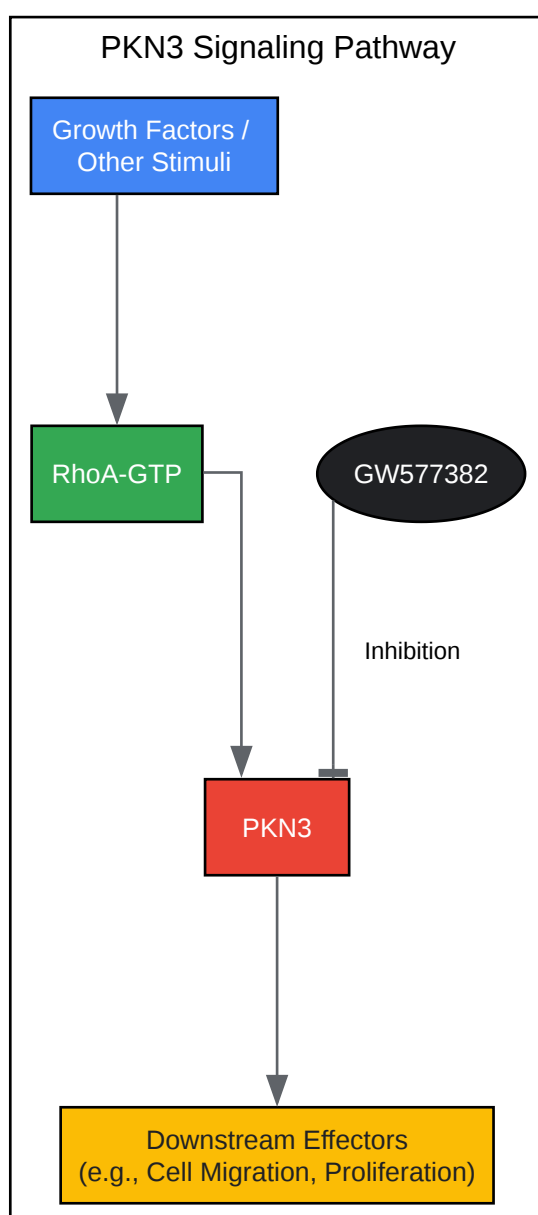 PKN3 Signaling Pathway
Growth Factors /
Other Stimuli
RhoA-GTP
GW577382
Inhibition
PKN3
Downstream Effectors
(e.g., Cell Migration, Proliferation)